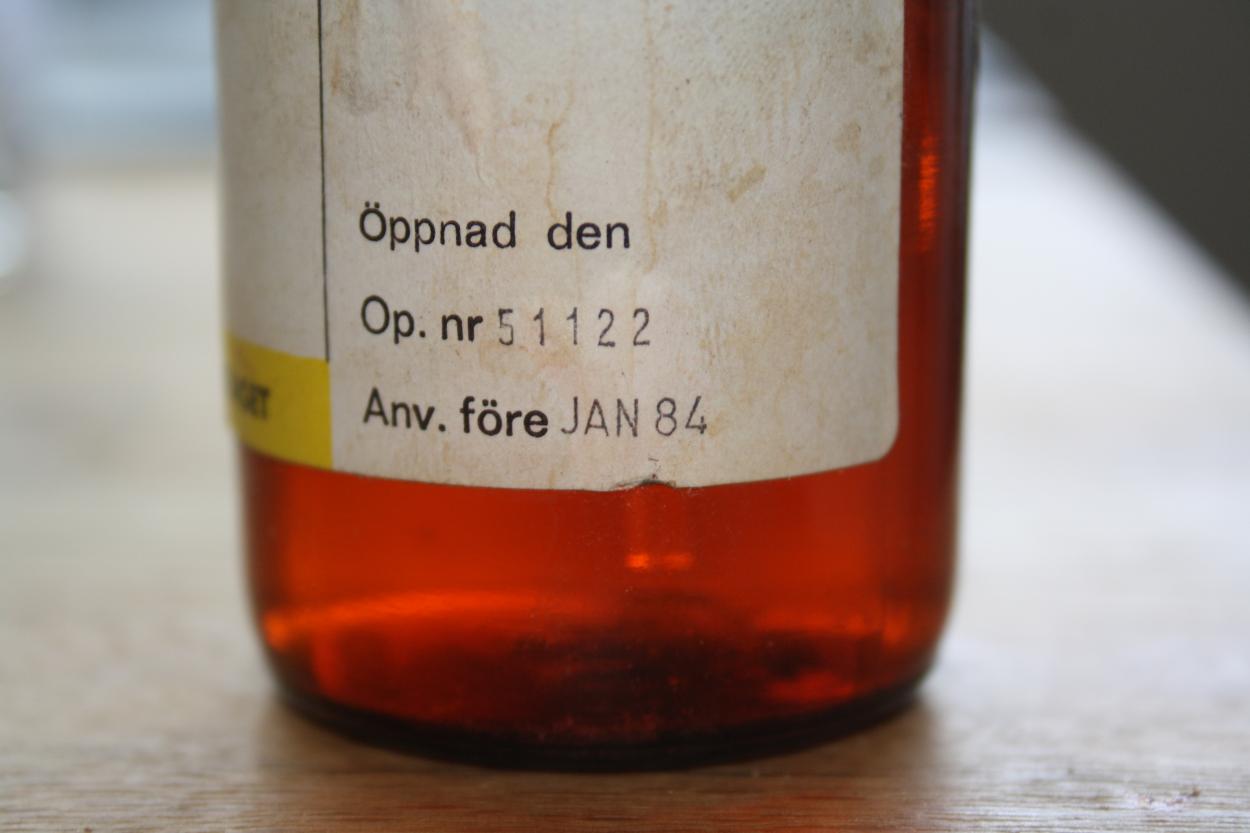 Öppnad den
Op. nr 51122
Anv. före JAN 84